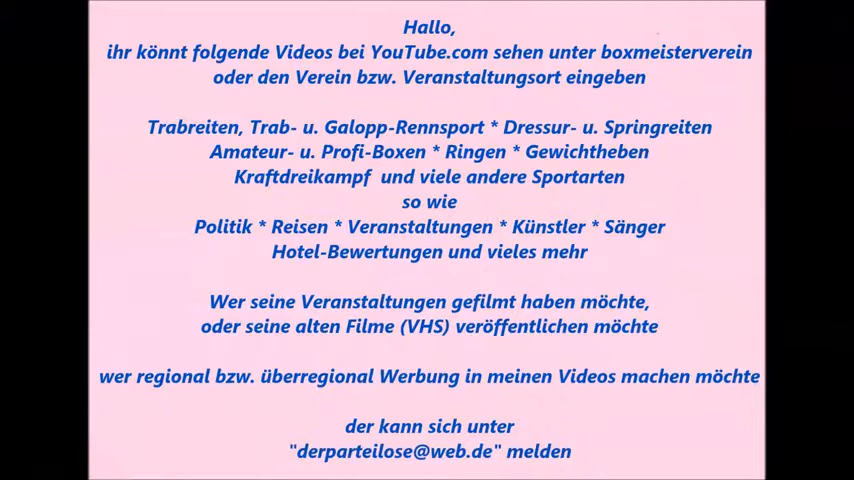 Hallo,
ihr könnt folgende Videos bei YouTube.com sehen unter boxmeisterverein
oder den Verein bzw. Veranstaltungsort eingeben
Trabreiten, Trab- u. Galopp-Rennsport * Dressur- u. Springreiten
Amateur- u. Profi-Boxen * Ringen * Gewichtheben
Kraftdreikampf und viele andere Sportarten
so wie
Politik * Reisen * Veranstaltungen * Künstler * Sänger
Hotel-Bewertungen und vieles mehr
Wer seine Veranstaltungen gefilmt haben möchte,
oder seine alten Filme (VHS) veröffentlichen möchte
wer regional bzw. überregional Werbung in meinen Videos machen möchte
der kann sich unter
"derparteilose@web.de" melden